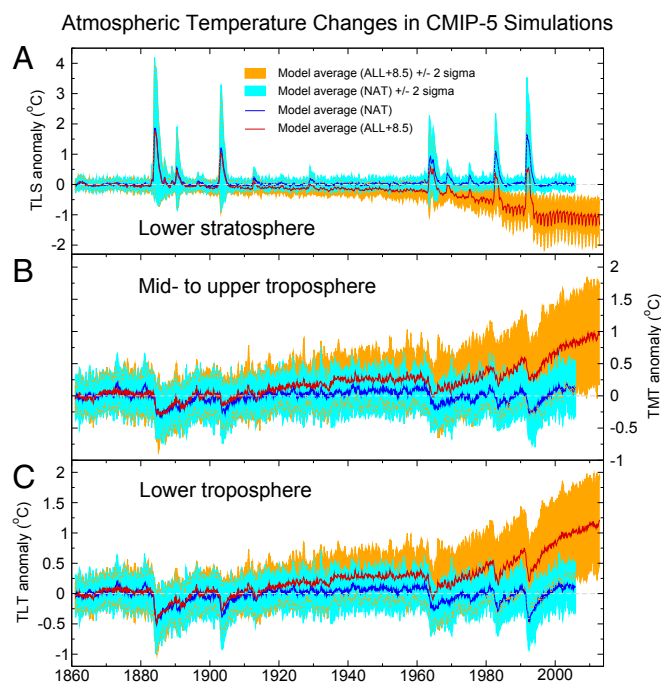 Atmospheric Temperature Changes in CMIP-5 Simulations
A
4
3
2
1
0
-1
-2
TLS anomaly (°C)
Model average (ALL+8.5) +/- 2 sigma
Model average (NAT) +/- 2 sigma
Model average (NAT)
Model average (ALL+8.5)
Lower stratosphere
B
Mid- to upper troposphere
2
1.5
1
0.5
0
-0.5
-1
TMT anomaly (°C)
C
Lower troposphere
2
1.5
1
0.5
0
-0.5
-1
TLT anomaly (°C)
1860 1880 1900 1920 1940 1960 1980 2000